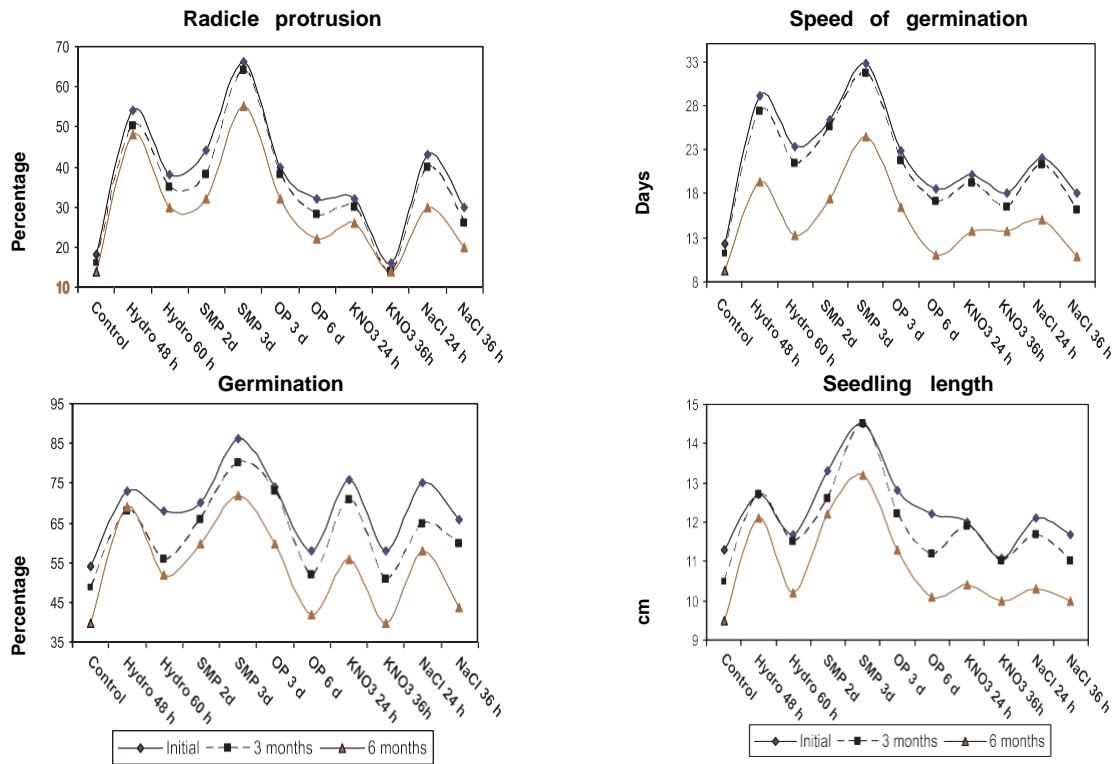 Radicle protrusion
Percentage
70
60
50
40
30
20
10
Control
Hydro 48 h
Hydro 60 h
SMP 2d
SMP 3d
OP 3 d
OP 6 d
KNO3 24 h
KNO3 36h
NaCl 24 h
NaCl 36 h
Speed of germination
Days
33
28
23
18
13
8
Control
Hydro 48 h
Hydro 60 h
SMP 2d
SMP 3d
OP 3 d
OP 6 d
KNO3 24 h
KNO3 36h
NaCl 24 h
NaCl 36 h
Germination
Percentage
95
85
75
65
55
45
35
Control
Hydro 48 h
Hydro 60 h
SMP 2d
SMP 3d
OP 3 d
OP 6 d
KNO3 24 h
KNO3 36h
NaCl 24 h
NaCl 36 h
Initial 3 months 6 months
Seedling length
cm
15
14
13
12
11
10
9
Control
Hydro 48 h
Hydro 60 h
SMP 2d
SMP 3d
OP 3 d
OP 6 d
KNO3 24 h
KNO3 36h
NaCl 24 h
NaCl 36 h
Initial 3 months 6 months